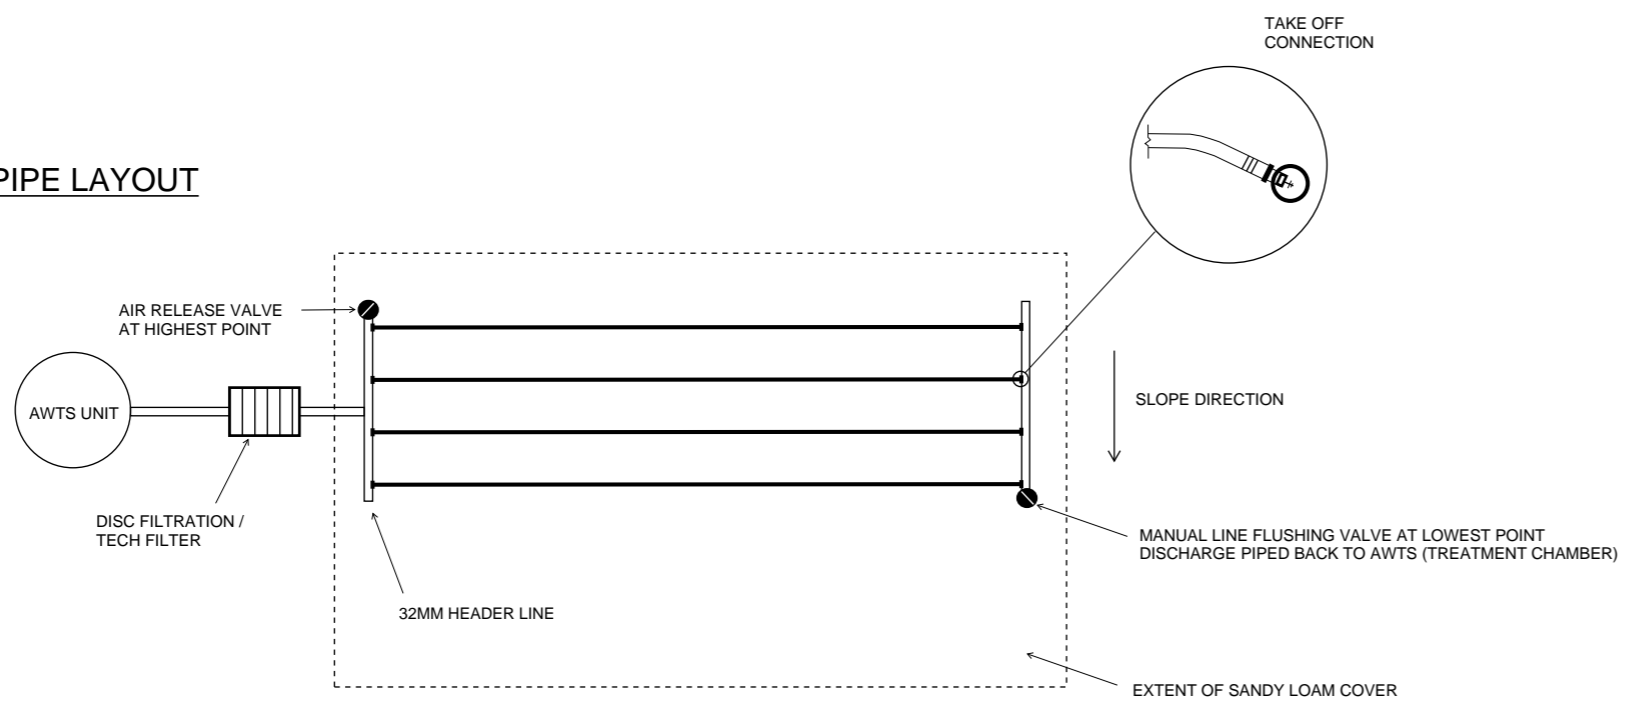 TAKE OFF
CONNECTION
PIPE LAYOUT
AIR RELEASE VALVE
AT HIGHEST POINT
AWTS UNIT
SLOPE DIRECTION
DISC FILTRATION /
TECH FILTER
MANUAL LINE FLUSHING VALVE AT LOWEST POINT
DISCHARGE PIPED BACK TO AWTS (TREATMENT CHAMBER)
32MM HEADER LINE
EXTENT OF SANDY LOAM COVER